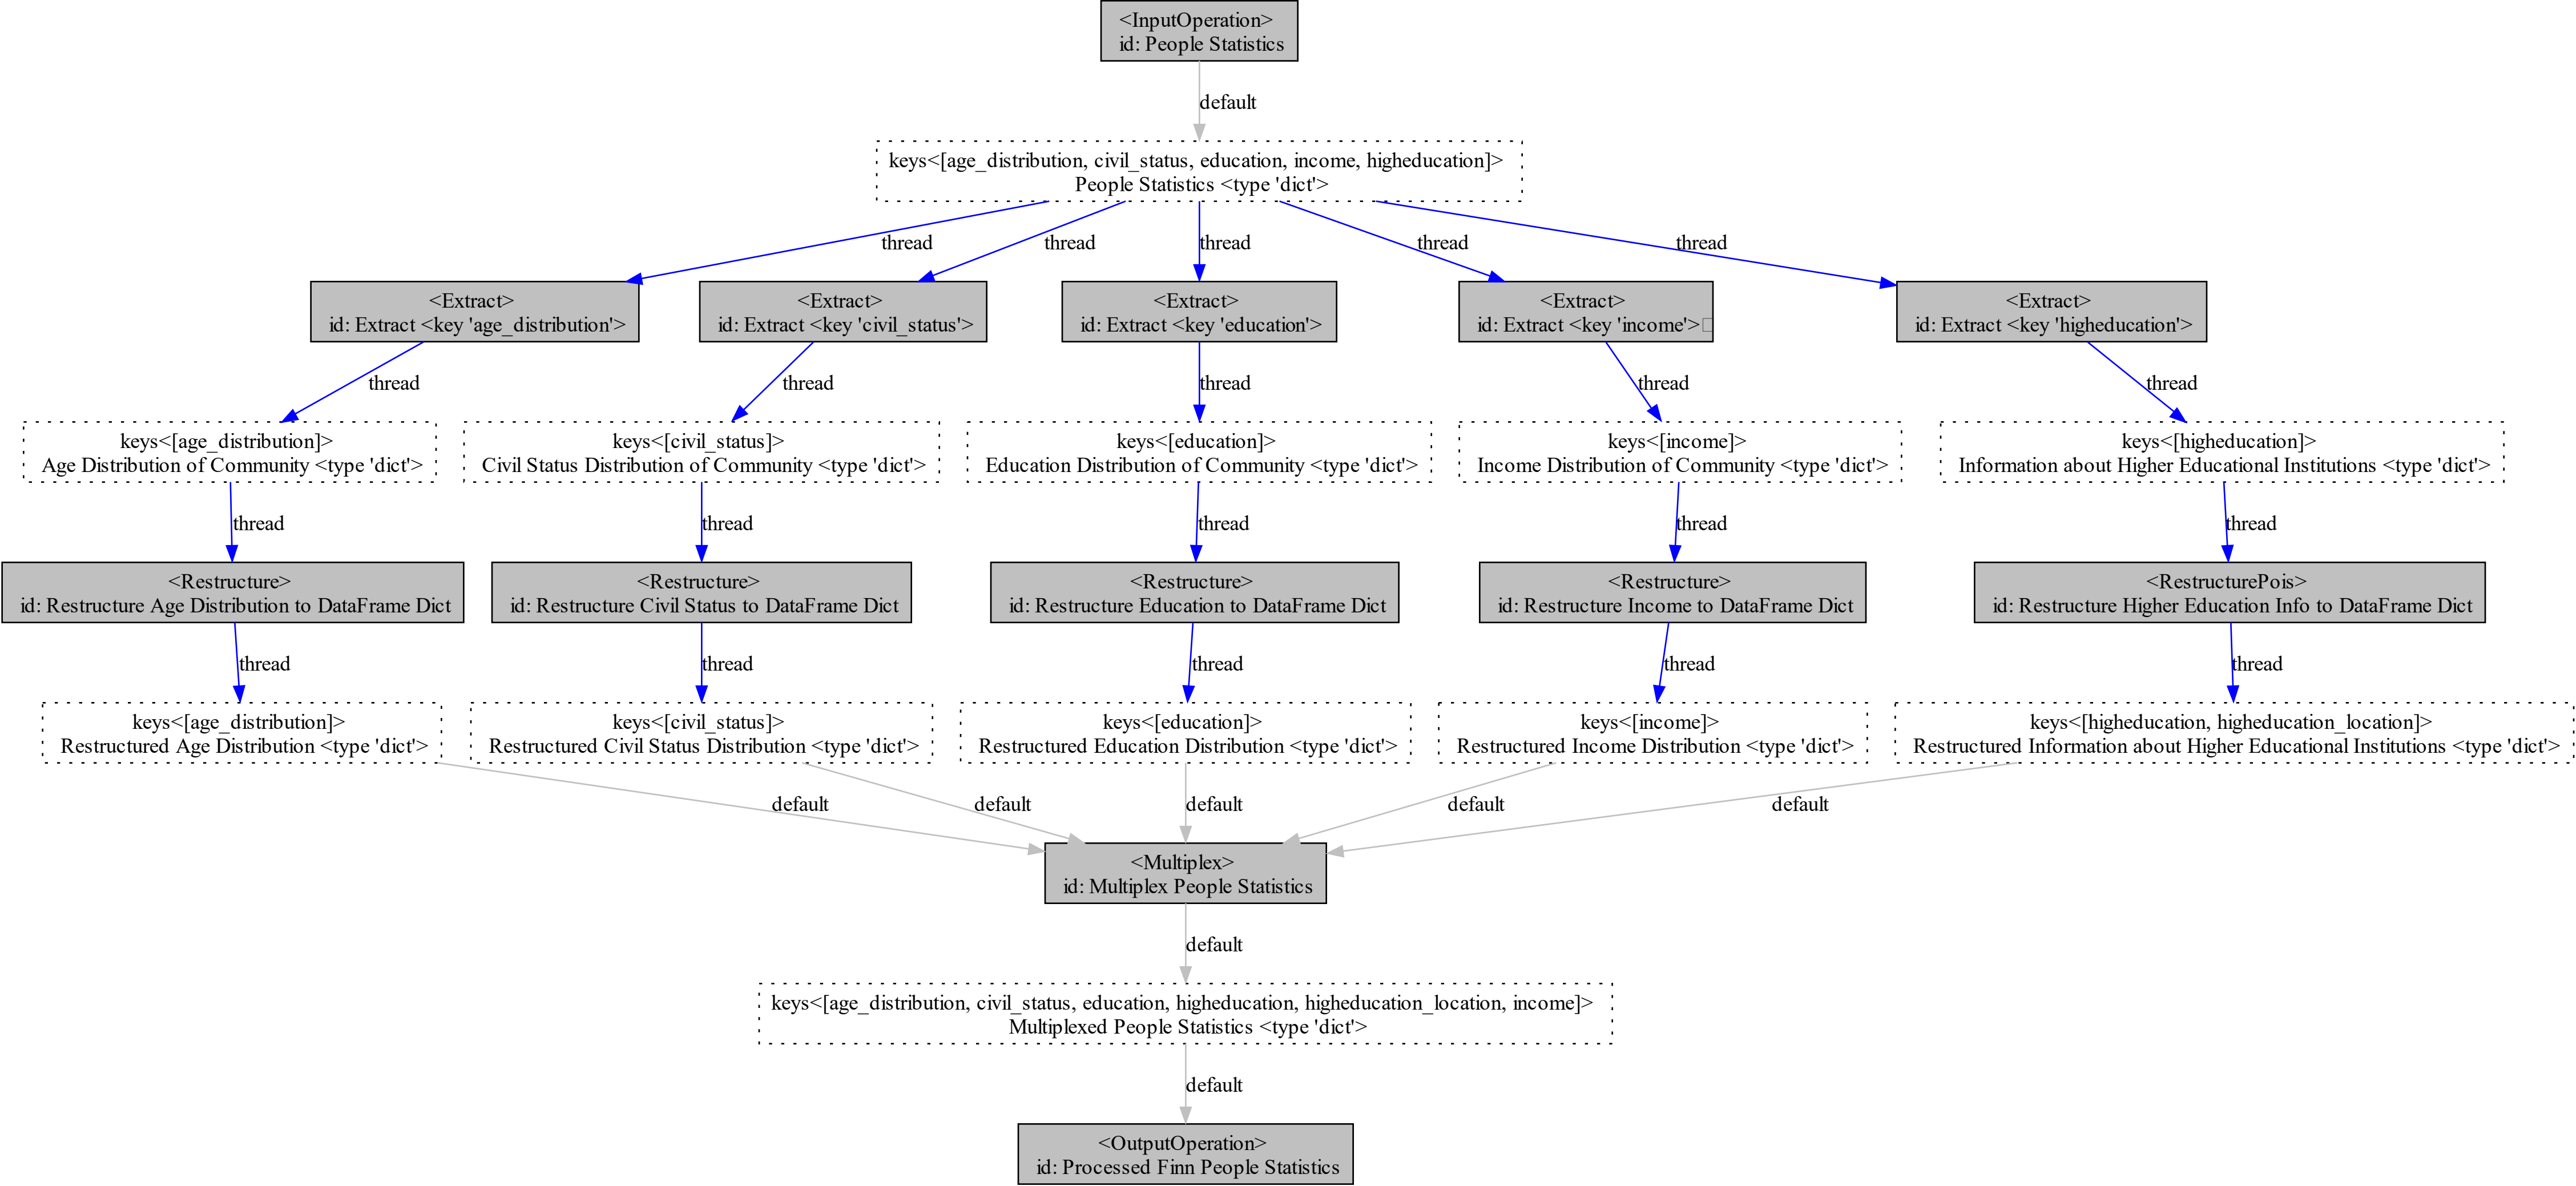 <InputOperation>
id: People Statistics
default
keys<[age_distribution, civil_status, education, income, higheducation]>
People Statistics <type 'dict'>
thread
thread
thread
thread
thread
<Extract>
id: Extract <key 'age_distribution'>
<Extract>
id: Extract <key 'civil_status'>
<Extract>
id: Extract <key 'education'>
<Extract>
id: Extract <key 'income'>
<Extract>
id: Extract <key 'higheducation'>
thread
thread
thread
thread
thread
keys<[age_distribution]>
Age Distribution of Community <type 'dict'>
keys<[civil_status]>
Civil Status Distribution of Community <type 'dict'>
keys<[education]>
Education Distribution of Community <type 'dict'>
keys<[income]>
Income Distribution of Community <type 'dict'>
keys<[higheducation]>
Information about Higher Educational Institutions <type 'dict'>
thread
thread
thread
thread
thread
<Restructure>
id: Restructure Age Distribution to DataFrame Dict
<Restructure>
id: Restructure Civil Status to DataFrame Dict
<Restructure>
id: Restructure Education to DataFrame Dict
<Restructure>
id: Restructure Income to DataFrame Dict
<RestructurePois>
id: Restructure Higher Education Info to DataFrame Dict
thread
thread
thread
thread
thread
keys<[age_distribution]>
Restructured Age Distribution <type 'dict'>
keys<[civil_status]>
Restructured Civil Status Distribution <type 'dict'>
keys<[education]>
Restructured Education Distribution <type 'dict'>
keys<[income]>
Restructured Income Distribution <type 'dict'>
keys<[higheducation, higheducation_location]>
Restructured Information about Higher Educational Institutions <type 'dict'>
default
default
default
default
default
<Multiplex>
id: Multiplex People Statistics
default
keys<[age_distribution, civil_status, education, higheducation, higheducation_location, income]>
Multiplexed People Statistics <type 'dict'>
default
<OutputOperation>
id: Processed Finn People Statistics